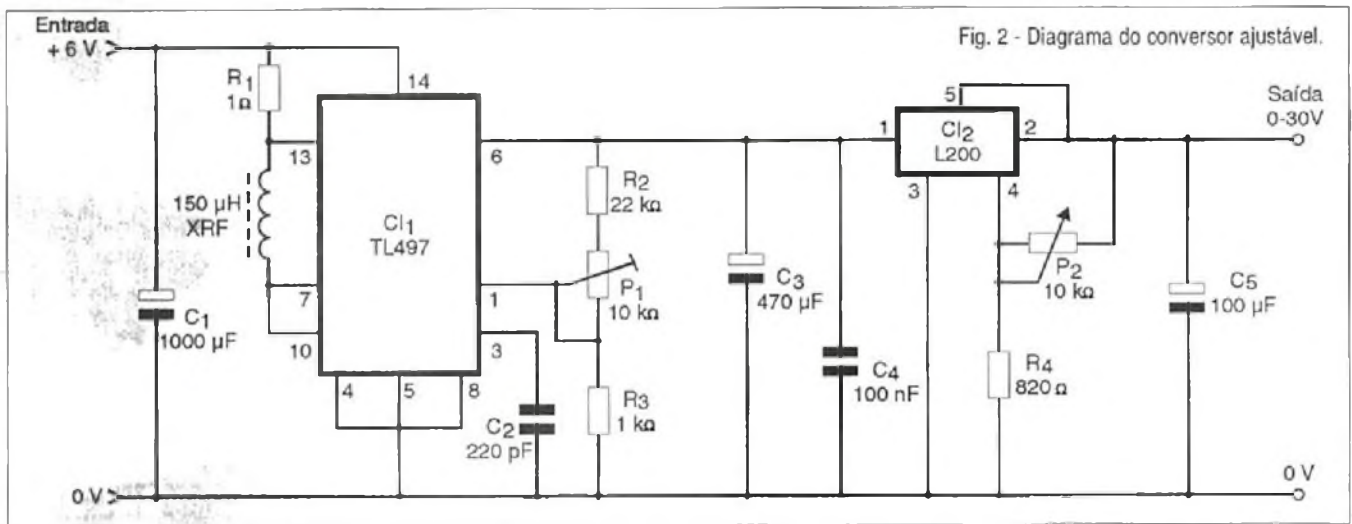 Fig. 2 - Diagrama do conversor ajustável.
Entrada
+ 6 V
R1
1Ω
14
13
150 µH
XRF
7
10
C1
1000 µF
CI1
TL497
4
5
8
6
1
3
C2
220 pF
R2
22 kΩ
P1
10 kΩ
R3
1 kΩ
C3
470 µF
C4
100 nF
1
5
CI2
L200
2
3
4
P2
10 kΩ
R4
820 Ω
C5
100 µF
Saída
0-30V
0 V
0 V